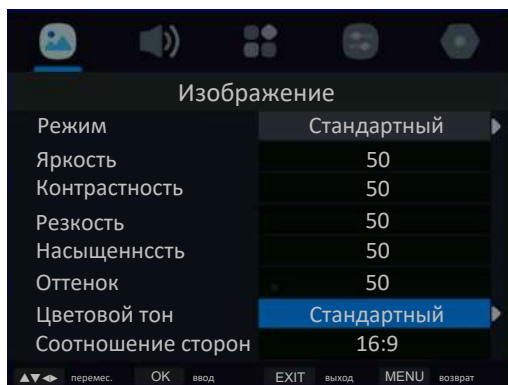 Изображение
Режим Стандартный
Яркость 50
Контрастность 50
Резкость 50
Насыщенссть 50
Оттенок 50
Цветовой тон Стандартный
Соотношение сторон 16:9
перемес. OK ввод EXIT выход MENU возврат